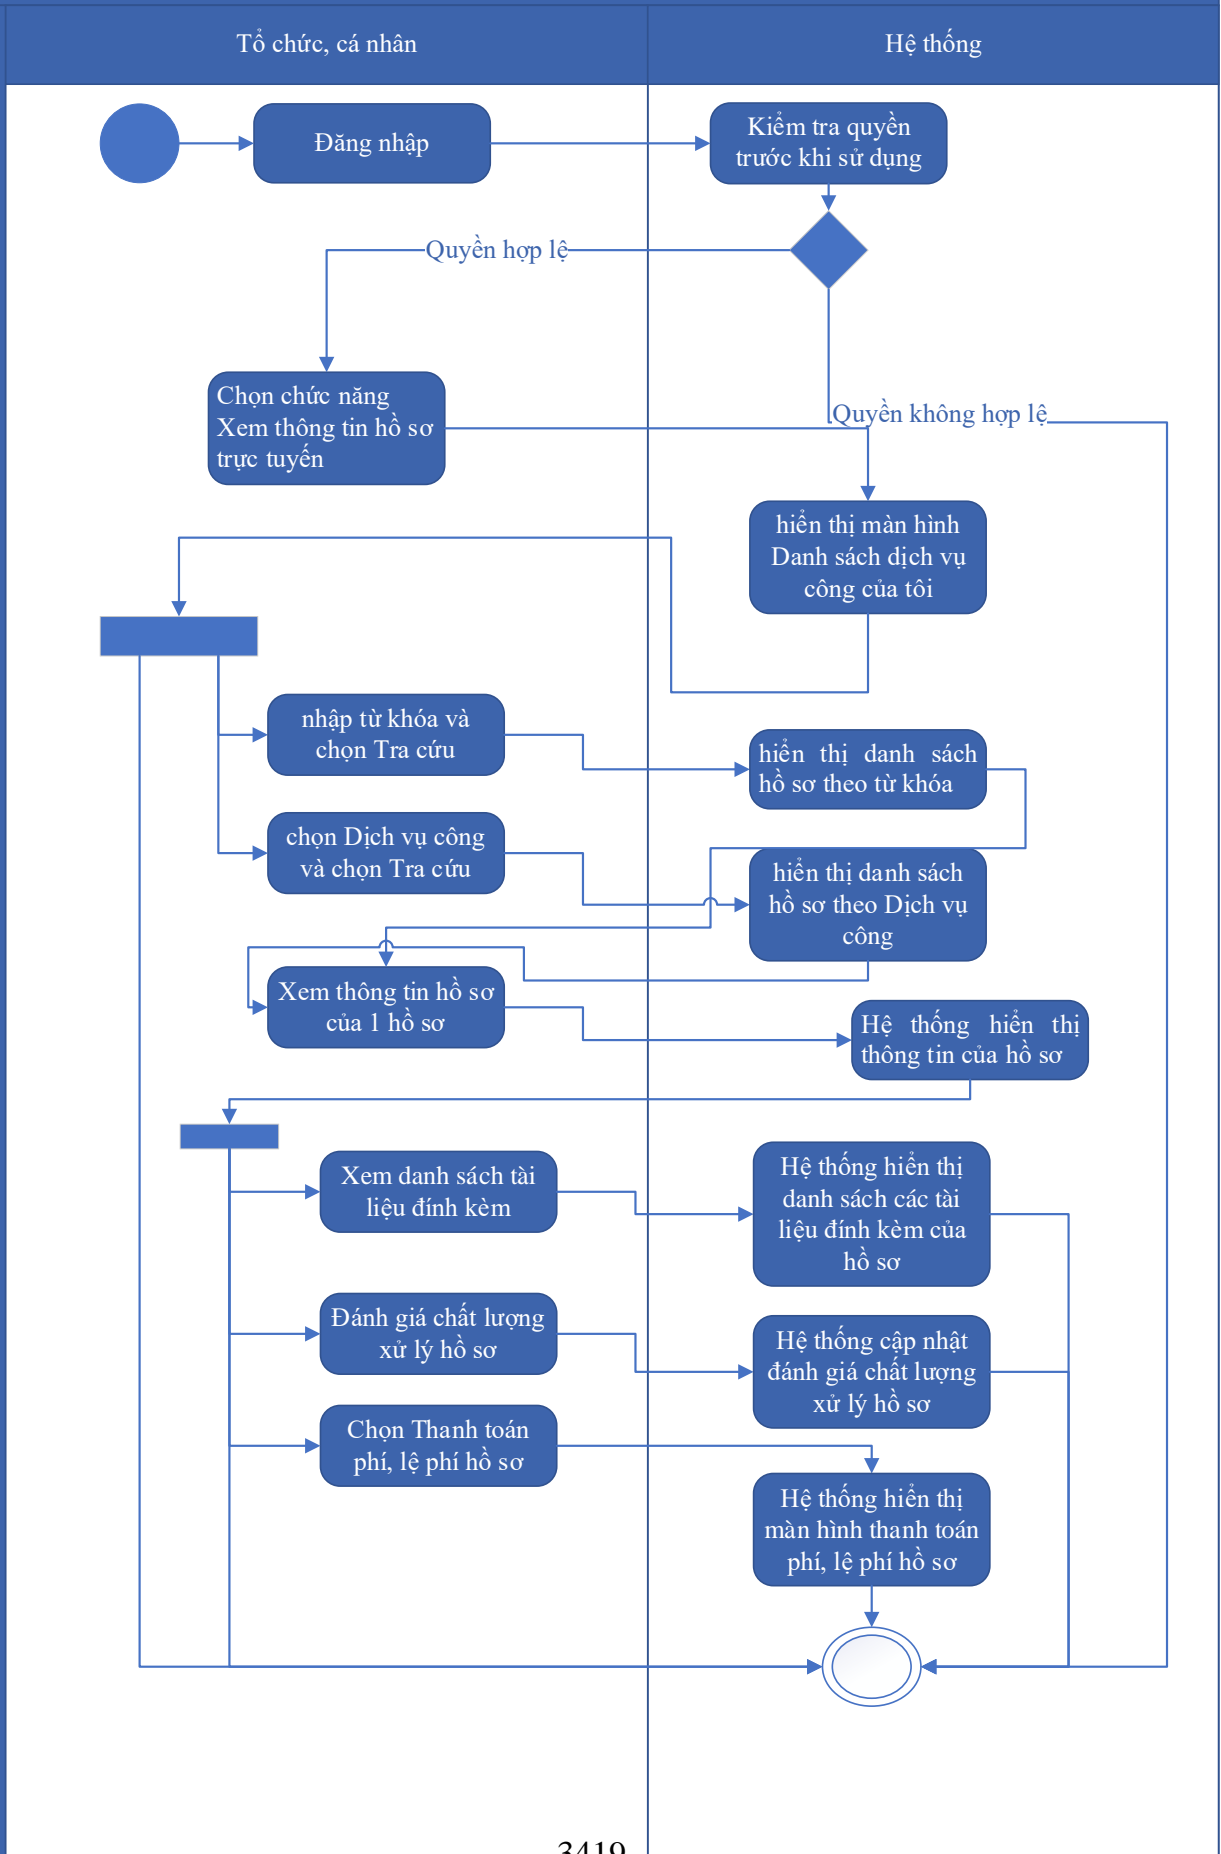 Tổ chức, cá nhân
Hệ thống
Đăng nhập
Kiểm tra quyền
trước khi sử dụng
Quyền hợp lệ
Chọn chức năng
Xem thông tin hồ sơ
trực tuyến
Quyền không hợp lệ
hiển thị màn hình
Danh sách dịch vụ
công của tôi
nhập từ khóa và
chọn Tra cứu
hiển thị danh sách
hồ sơ theo từ khóa
chọn Dịch vụ công
và chọn Tra cứu
hiển thị danh sách
hồ sơ theo Dịch vụ
công
Xem thông tin hồ sơ
của 1 hồ sơ
Hệ thống hiển thị
thông tin của hồ sơ
Xem danh sách tài
liệu đính kèm
Hệ thống hiển thị
danh sách các tài
liệu đính kèm của
hồ sơ
Đánh giá chất lượng
xử lý hồ sơ
Hệ thống cập nhật
đánh giá chất lượng
xử lý hồ sơ
Chọn Thanh toán
phí, lệ phí hồ sơ
Hệ thống hiển thị
màn hình thanh toán
phí, lệ phí hồ sơ
3419